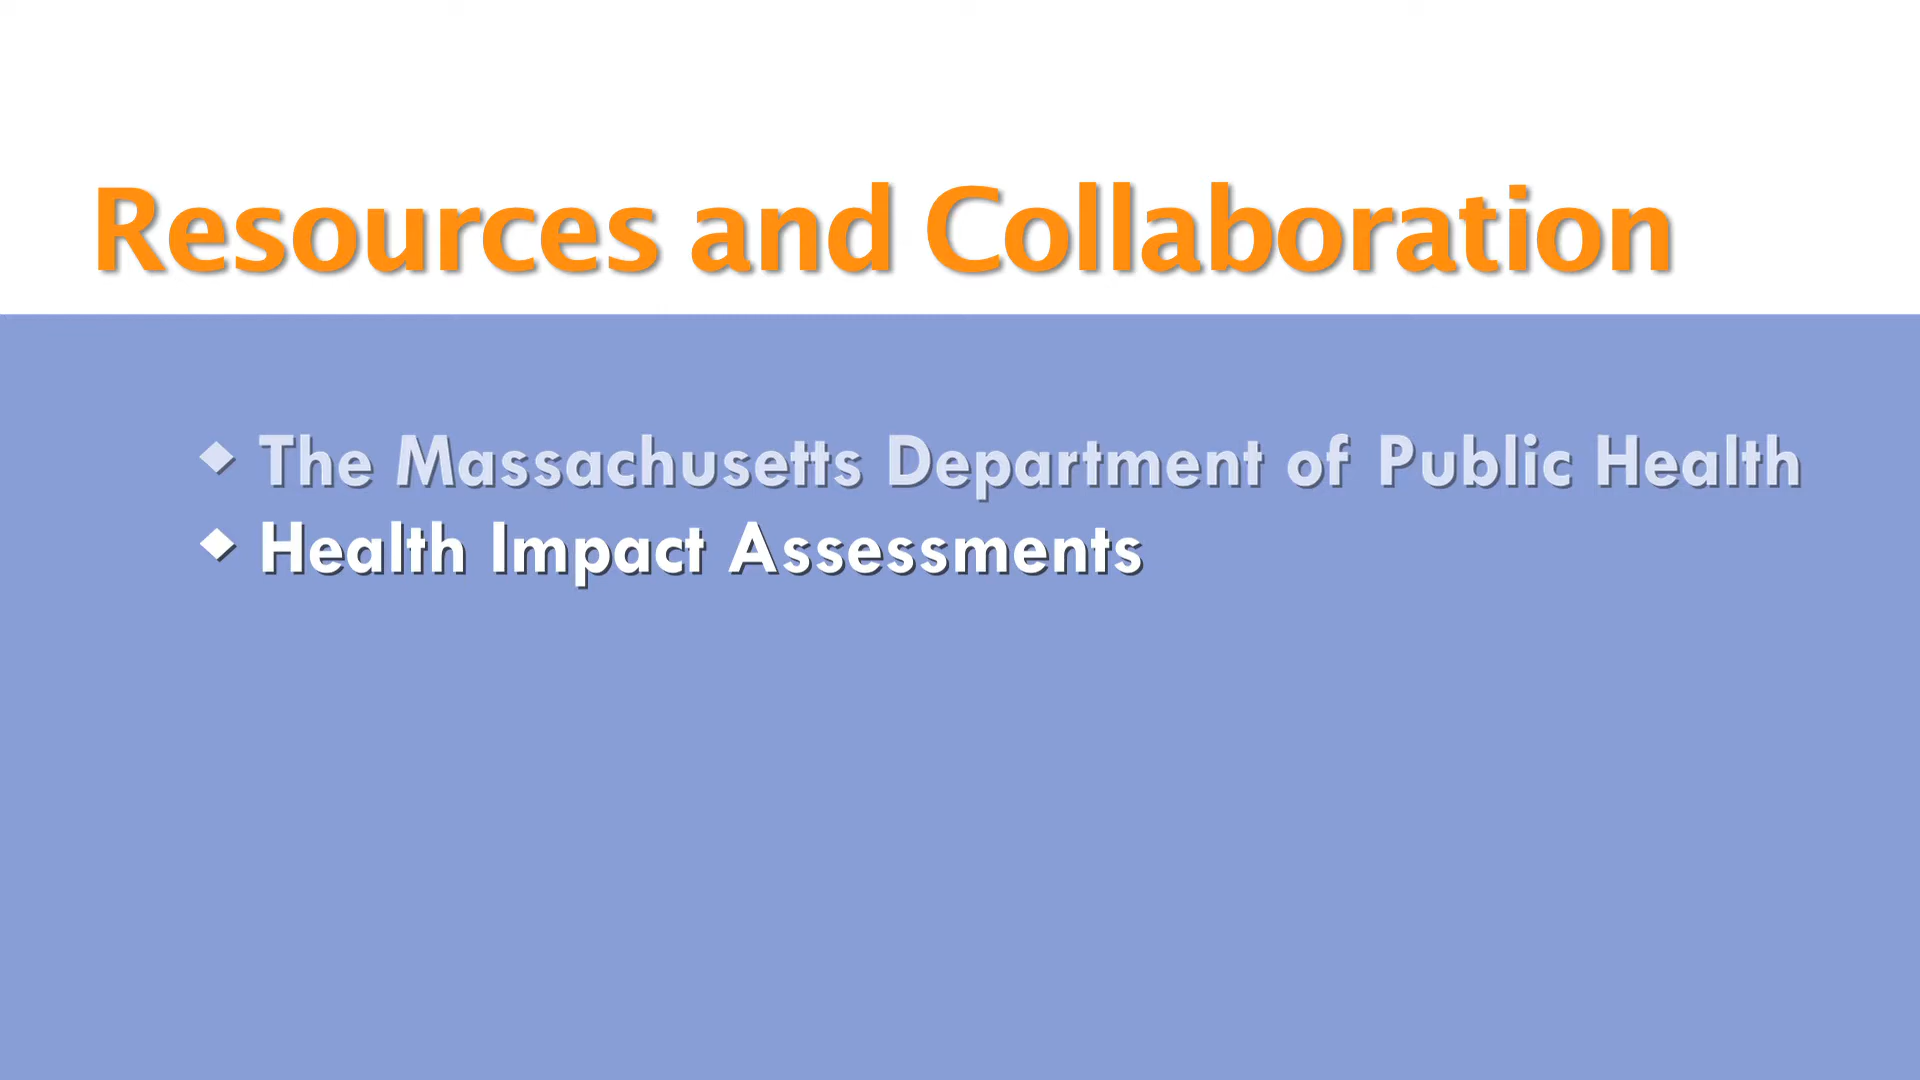 Resources and Collaboration
◆ The Massachusetts Department of Public Health
◆ Health Impact Assessments